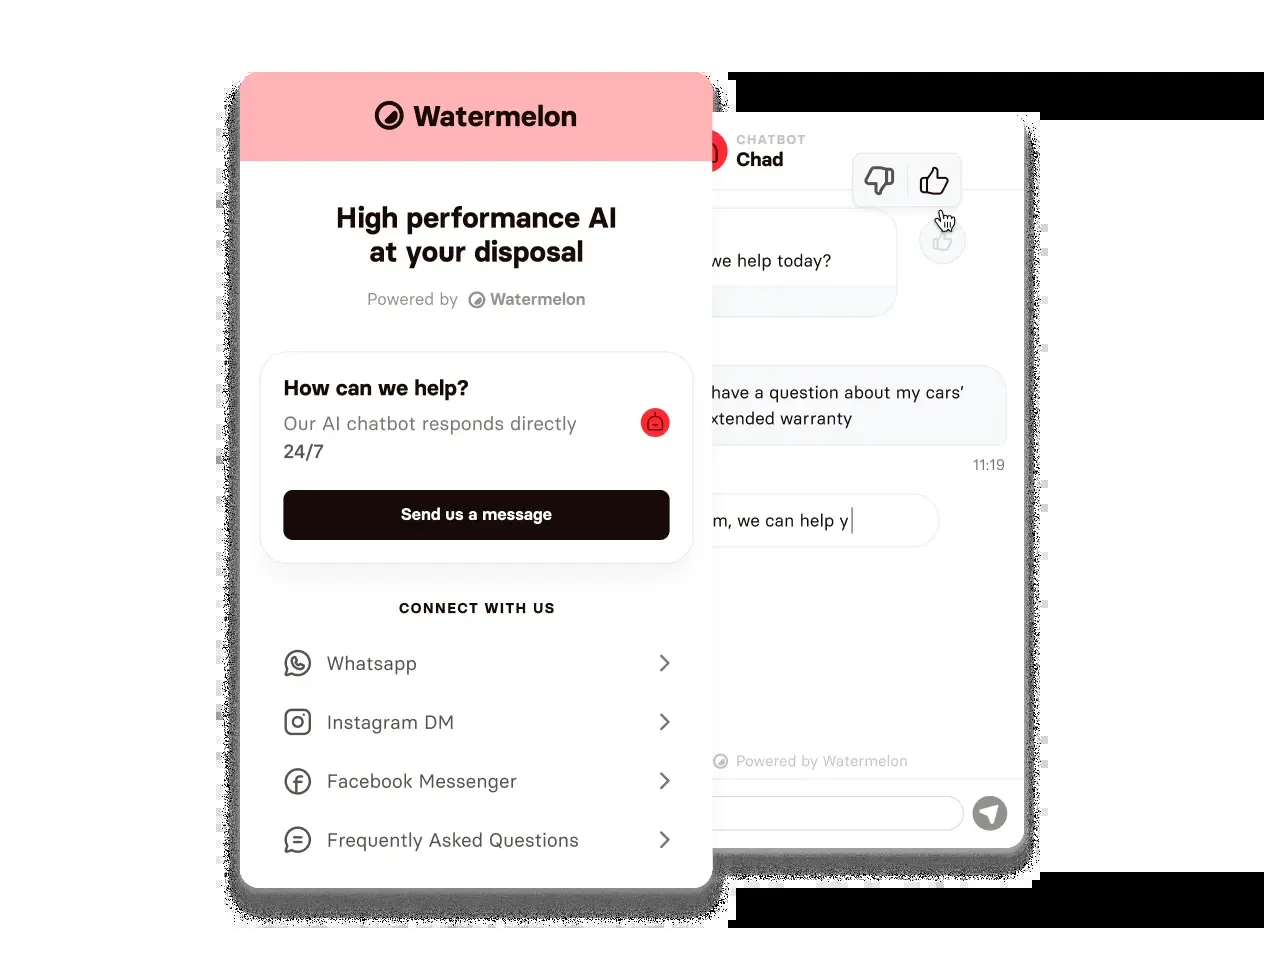 Watermelon
High performance AI
at your disposal
Powered by Watermelon
How can we help?
Our AI chatbot responds directly
24/7
Send us a message
CONNECT WITH US
Whatsapp
Instagram DM
Facebook Messenger
Frequently Asked Questions
CHATBOT
Chad
we help today?
have a question about my cars’
xtended warranty
11:19
m, we can help y
Powered by Watermelon